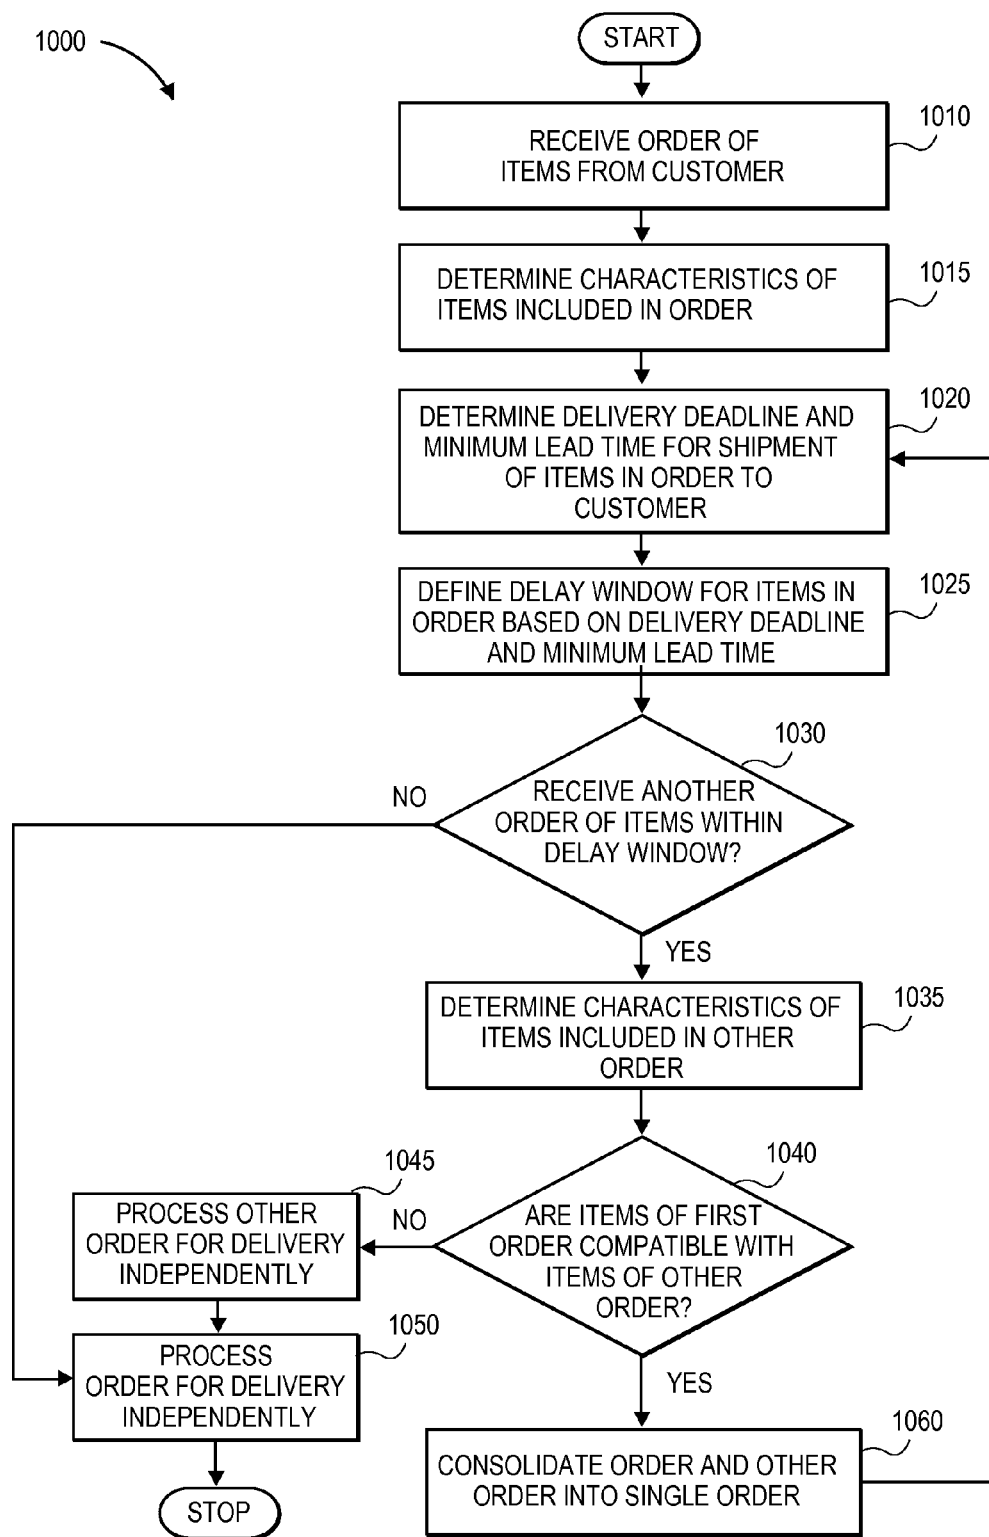 1000
START
1010
RECEIVE ORDER OF
ITEMS FROM CUSTOMER
1015
DETERMINE CHARACTERISTICS OF
ITEMS INCLUDED IN ORDER
1020
DETERMINE DELIVERY DEADLINE AND
MINIMUM LEAD TIME FOR SHIPMENT
OF ITEMS IN ORDER TO
CUSTOMER
1025
DEFINE DELAY WINDOW FOR ITEMS IN
ORDER BASED ON DELIVERY DEADLINE
AND MINIMUM LEAD TIME
1030
RECEIVE ANOTHER
ORDER OF ITEMS WITHIN
DELAY WINDOW?
NO
YES
1035
DETERMINE CHARACTERISTICS OF
ITEMS INCLUDED IN OTHER
ORDER
1040
ARE ITEMS OF FIRST
ORDER COMPATIBLE WITH
ITEMS OF OTHER
ORDER?
NO
1045
PROCESS OTHER
ORDER FOR DELIVERY
INDEPENDENTLY
1050
PROCESS
ORDER FOR DELIVERY
INDEPENDENTLY
STOP
YES
1060
CONSOLIDATE ORDER AND OTHER
ORDER INTO SINGLE ORDER